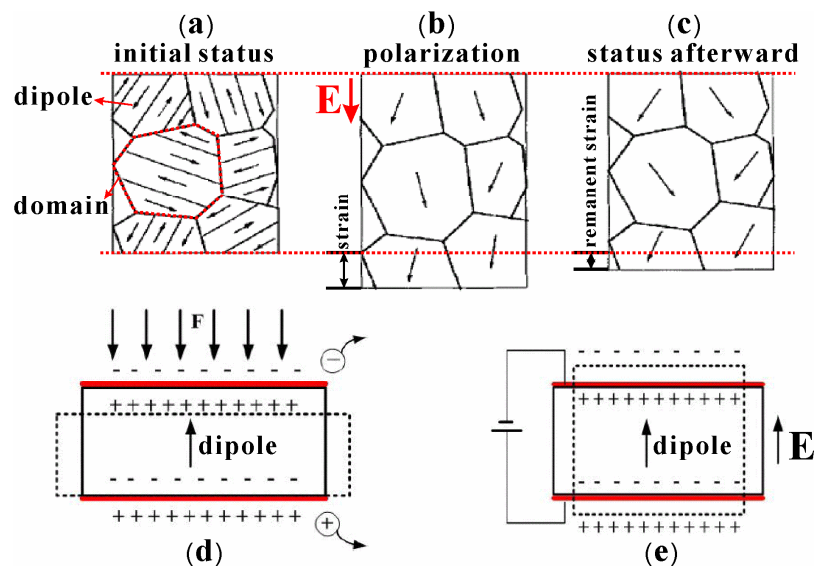 (a)
initial status
(b)
polarization
(c)
status afterward
dipole
domain
E
strain
remanent strain
F
- - - - - - - - - -
−
+ + + + + + + + + +
dipole
- - - - - - -
+ + + + + + + + + + +
+
(d)
- - - - - - - -
+ + + + + + + + + + +
dipole
E
- - - - - - - -
+ + + + + + + + + + +
(e)